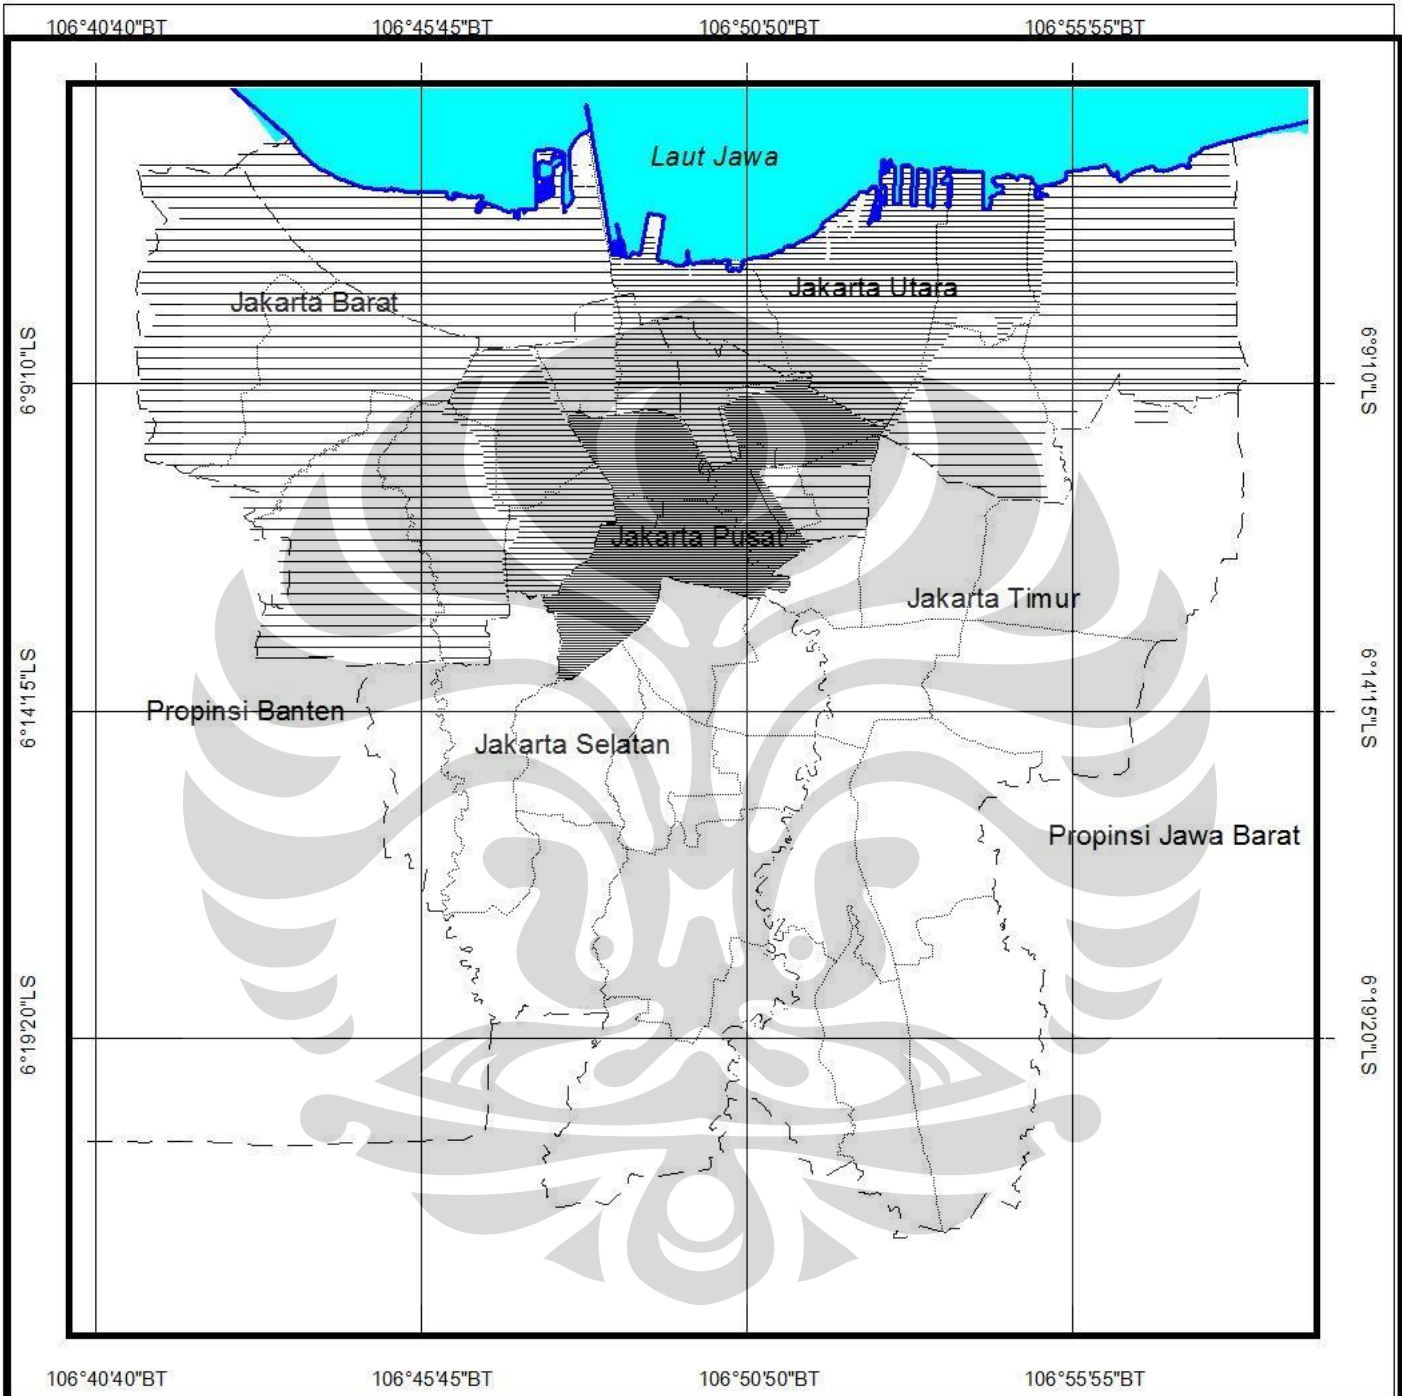 106°40'40"BT 106°45'45"BT 106°50'50"BT 106°55'55"BT
Laut Jawa
Jakarta Utara
Jakarta Barat
6°9'10"LS 6°9'10"LS
Jakarta Pusat
Jakarta Timur
6°14'15"LS 6°14'15"LS
Propinsi Banten
Jakarta Selatan
Propinsi Jawa Barat
6°19'20"LS 6°19'20"LS
106°40'40"BT 106°45'45"BT 106°50'50"BT 106°55'55"BT